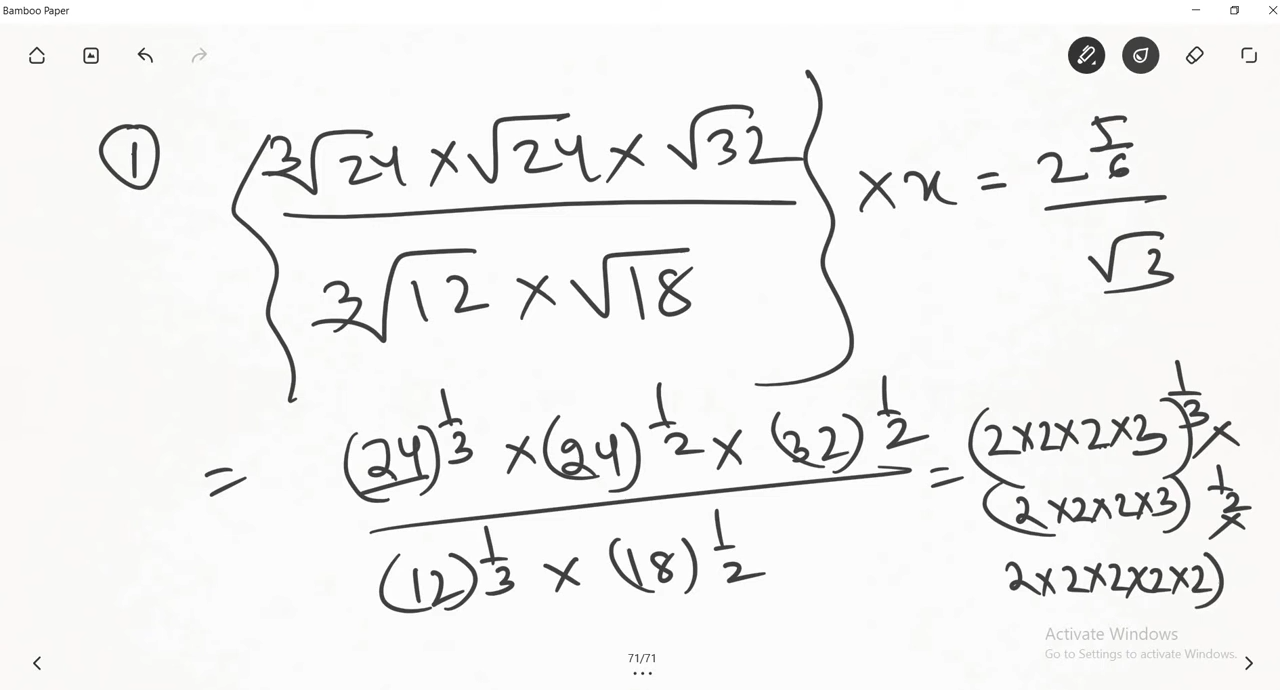 Bamboo Paper
① {∛24 × √24 × √32 / ∛12 × √18} × x = 2^(5/6) / √3
= (24)^(1/3) × (24)^(1/2) × (32)^(1/2) / (12)^(1/3) × (18)^(1/2) = (2×2×2×3)^(1/3) ×
(2×2×2×3)^(1/2) ×
2×2×2×2×2)
Activate Windows
Go to Settings to activate Windows.
71/71